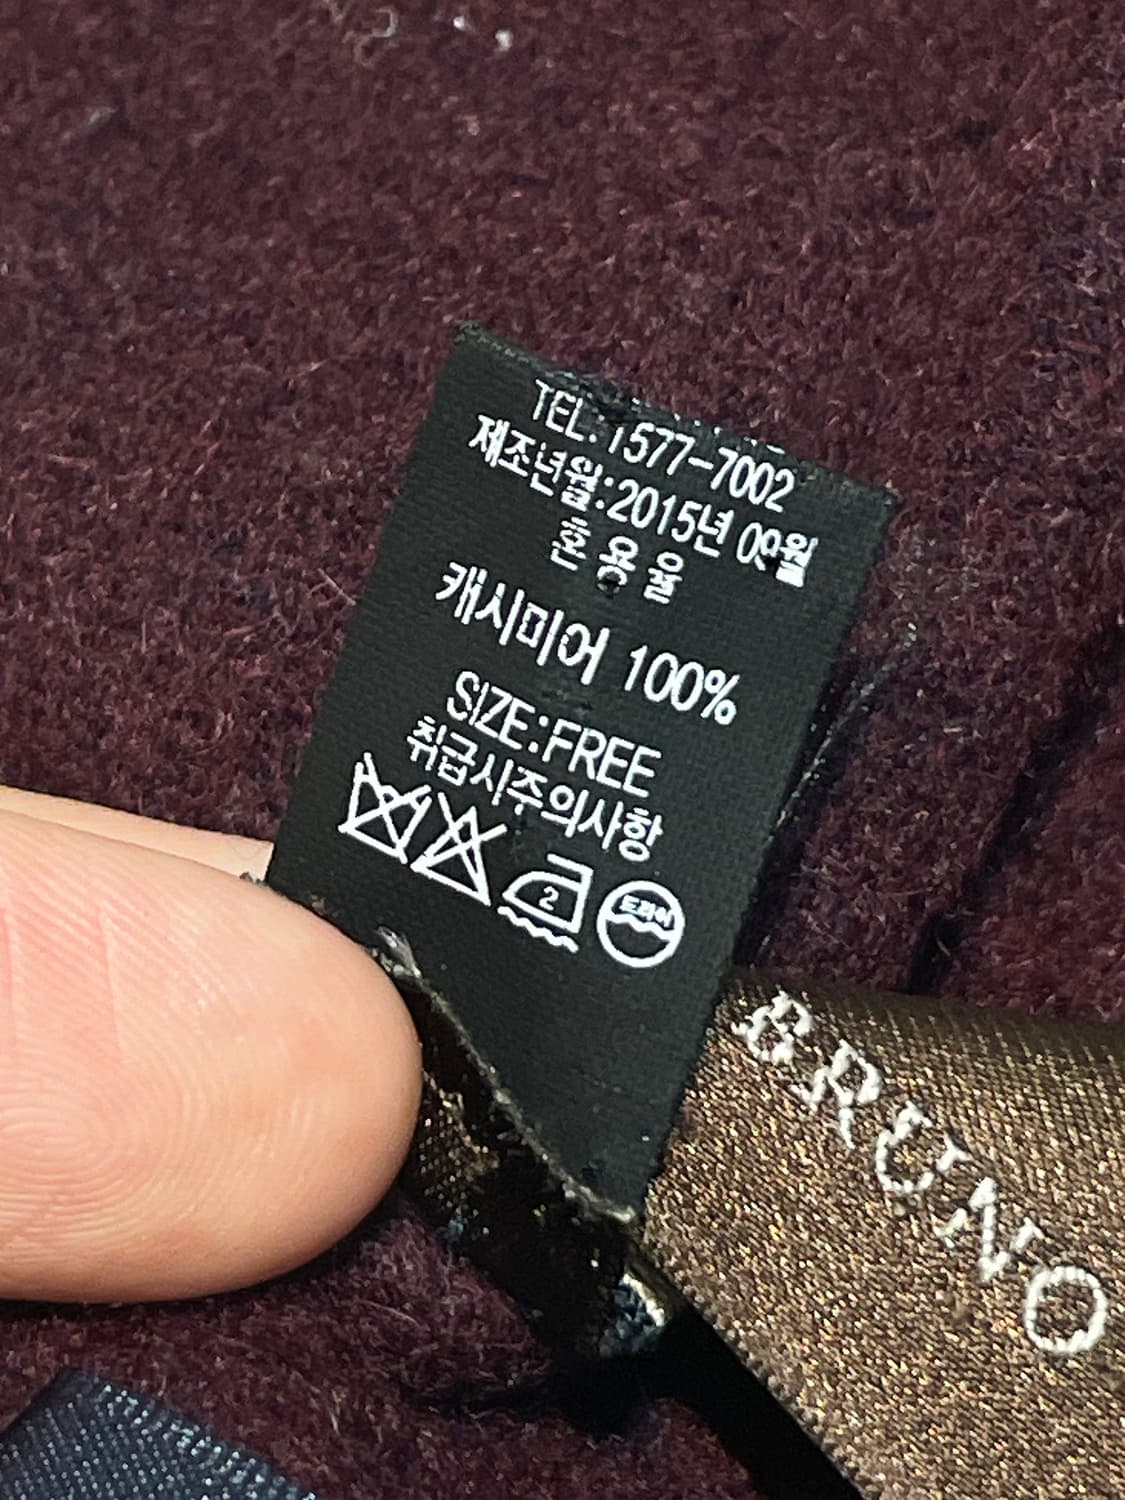 TEL:1577-7002
제조년월:2015년 09월
혼 용 율
캐시미어 100%
SIZE:FREE
취급시주의사항
2
드라이
BRUNO